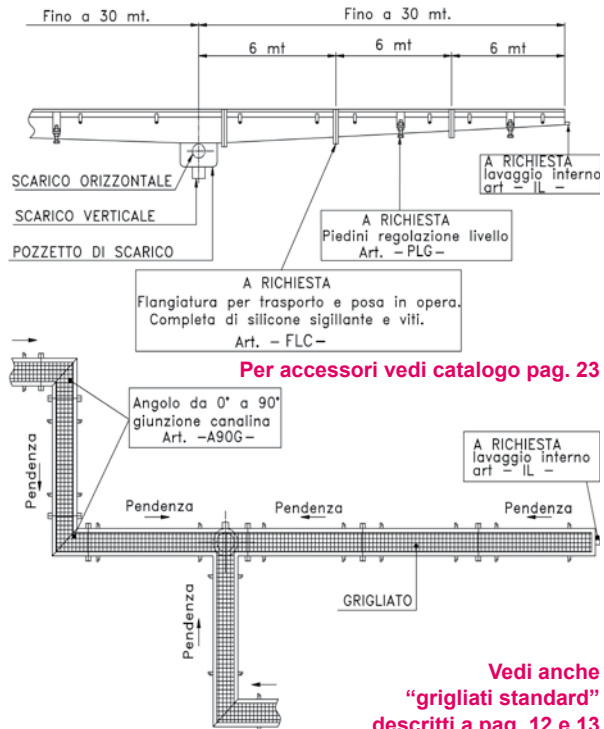 Fino a 30 mt.
Fino a 30 mt.
6 mt
6 mt
6 mt
SCARICO ORIZZONTALE
SCARICO VERTICALE
POZZETTO DI SCARICO
A RICHIESTA
lavaggio interno
art - IL -
A RICHIESTA
Piedini regolazione livello
Art. -PLG-
A RICHIESTA
Flangiatura per trasporto e posa in opera.
Completa di silicone sigillante e viti.
Art. - FLC-
Per accessori vedi catalogo pag. 23
Angolo da 0° a 90°
giunzione canalina
Art. -A90G-
A RICHIESTA
lavaggio interno
art - IL -
Pendenza
Pendenza
Pendenza
Pendenza
GRIGLIATO
Pendenza
Vedi anche
“grigliati standard”
descritti a pag. 12 e 13